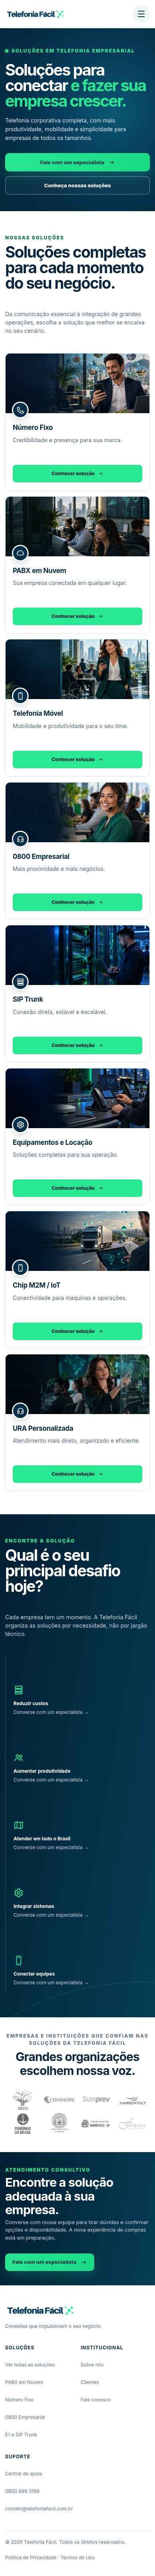 Telefonia Fácil
SOLUÇÕES EM TELEFONIA EMPRESARIAL
Soluções para
conectar e fazer sua
empresa crescer.
Telefonia corporativa completa, com mais
produtividade, mobilidade e simplicidade para
empresas de todos os tamanhos.
Fale com um especialista →
Conheça nossas soluções
NOSSAS SOLUÇÕES
Soluções completas
para cada momento
do seu negócio.
Da comunicação essencial à integração de grandes
operações, escolha a solução que melhor se encaixa
no seu cenário.
Número Fixo
Credibilidade e presença para sua marca.
Conhecer solução →
PABX em Nuvem
Sua empresa conectada em qualquer lugar.
Conhecer solução →
Telefonia Móvel
Mobilidade e produtividade para o seu time.
Conhecer solução →
0800 Empresarial
Mais proximidade e mais negócios.
Conhecer solução →
SIP Trunk
Conexão direta, estável e escalável.
Conhecer solução →
Equipamentos e Locação
Soluções completas para sua operação.
Conhecer solução →
Chip M2M / IoT
Conectividade para máquinas e operações.
Conhecer solução →
URA Personalizada
Atendimento mais direto, organizado e eficiente.
Conhecer solução →
ENCONTRE A SOLUÇÃO
Qual é o seu
principal desafio
hoje?
Cada empresa tem um momento. A Telefonia Fácil
organiza as soluções por necessidade, não por jargão
técnico.
Reduzir custos
Converse com um especialista →
Aumentar produtividade
Converse com um especialista →
Atender em todo o Brasil
Converse com um especialista →
Integrar sistemas
Converse com um especialista →
Conectar equipes
Converse com um especialista →
EMPRESAS E INSTITUIÇÕES QUE CONFIAM NAS
SOLUÇÕES DA TELEFONIA FÁCIL
Grandes organizações
escolhem nossa voz.
ATENDIMENTO CONSULTIVO
Encontre a solução
adequada à sua
empresa.
Converse com nossa equipe para tirar dúvidas e confirmar
opções e disponibilidade. A nova experiência de compras
está em preparação.
Fale com um especialista →
Telefonia Fácil
Conexões que impulsionam o seu negócio.
SOLUÇÕES
Ver todas as soluções
PABX em Nuvem
Número Fixo
0800 Empresarial
E1 e SIP Trunk
INSTITUCIONAL
Sobre nós
Clientes
Fale conosco
SUPORTE
Central de ajuda
0800 999 2199
contato@telefoniafacil.com.br
© 2026 Telefonia Fácil. Todos os direitos reservados.
Política de Privacidade · Termos de Uso